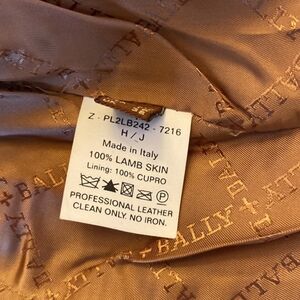 Z - PL2LB242 - 7216
H / J
Made in Italy
100% LAMB SKIN
Lining: 100% CUPRO
PROFESSIONAL LEATHER
CLEAN ONLY. NO IRON.
BALLY
BALLY
BALLY
BALLY